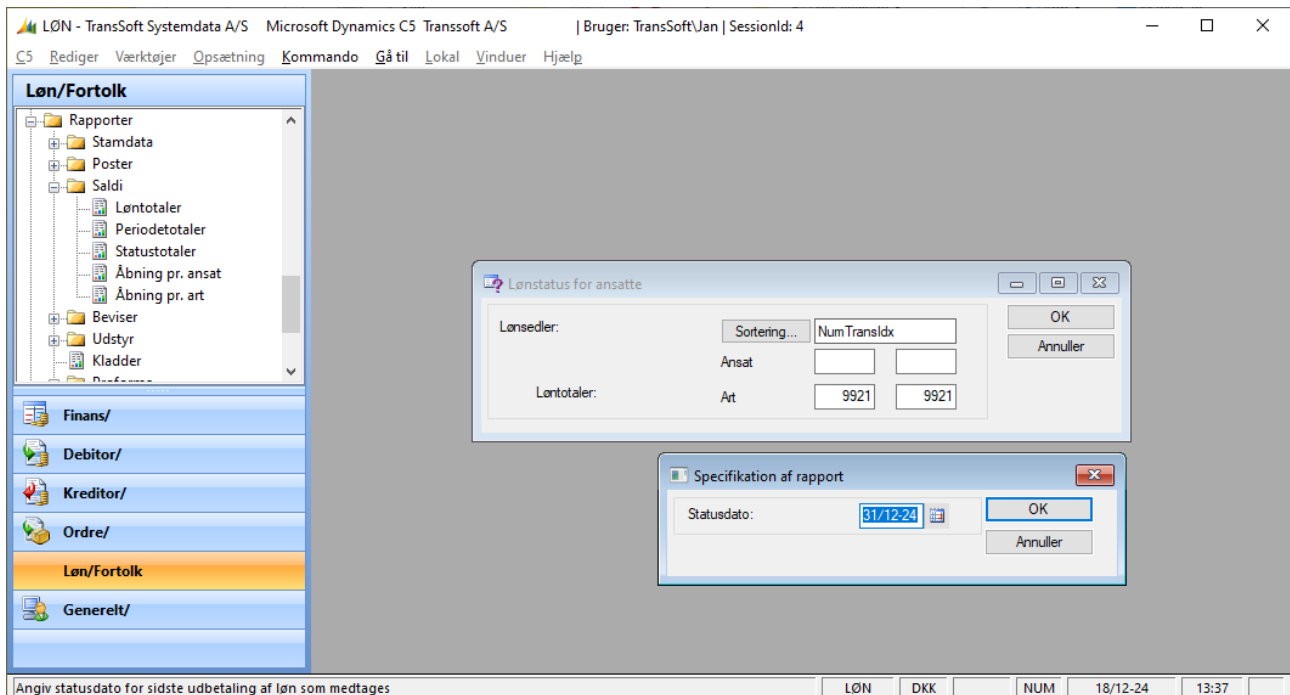 LØN - TransSoft Systemdata A/S Microsoft Dynamics C5 Transsoft A/S | Bruger: TransSoft\Jan | SessionId: 4
C5 Rediger Værktøjer Opsætning Kommando Gå til Lokal Vinduer Hjælp
Løn/Fortolk
Rapporter
Stamdata
Poster
Saldi
Løntotaler
Periodetotaler
Statustotaler
Åbning pr. ansat
Åbning pr. art
Beviser
Udstyr
Kladder
Finans/
Debitor/
Kreditor/
Ordre/
Løn/Fortolk
Generelt/
Lønstatus for ansatte
Lønsedler: Sortering... NumTransIdx OK
Ansat Annuller
Løntotaler: Art 9921 9921
Specifikation af rapport
Statusdato: 31/12-24 OK
Annuller
Angiv statusdato for sidste udbetaling af løn som medtages LØN DKK NUM 18/12-24 13:37